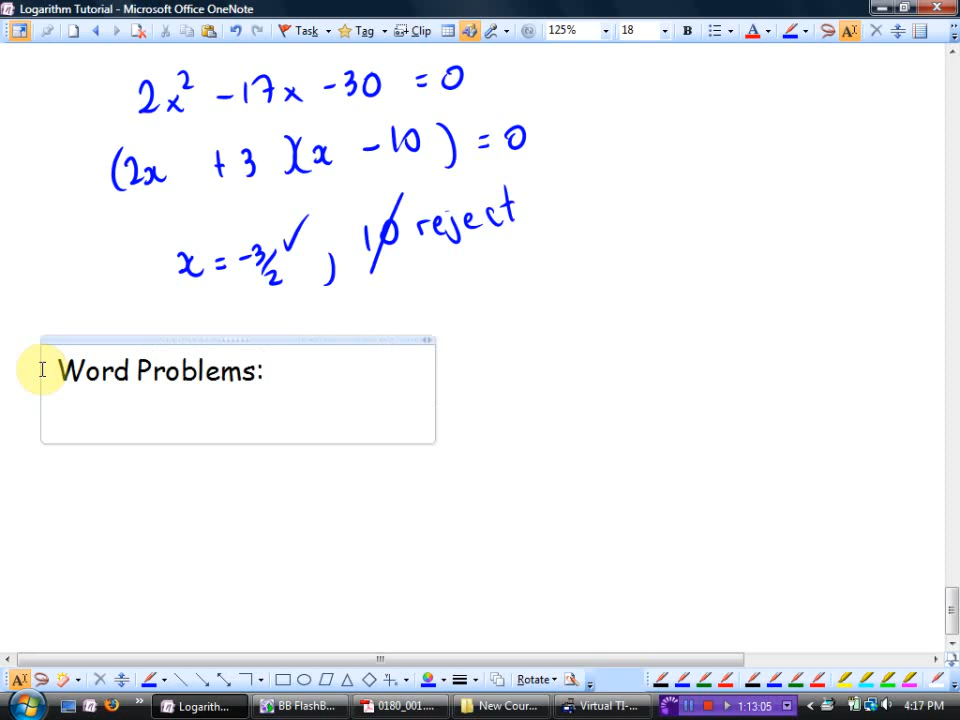 Logarithm Tutorial - Microsoft Office OneNote
Task Tag Clip 125% 18 B A A
2x² - 17x - 30 = 0
(2x + 3)(x - 10) = 0
x = -3/2 ✓ , 10 reject
Word Problems:
A Rotate
Logarith... BB FlashB... 0180_001.... New Cour... Virtual TI-... 1:13:05 4:17 PM